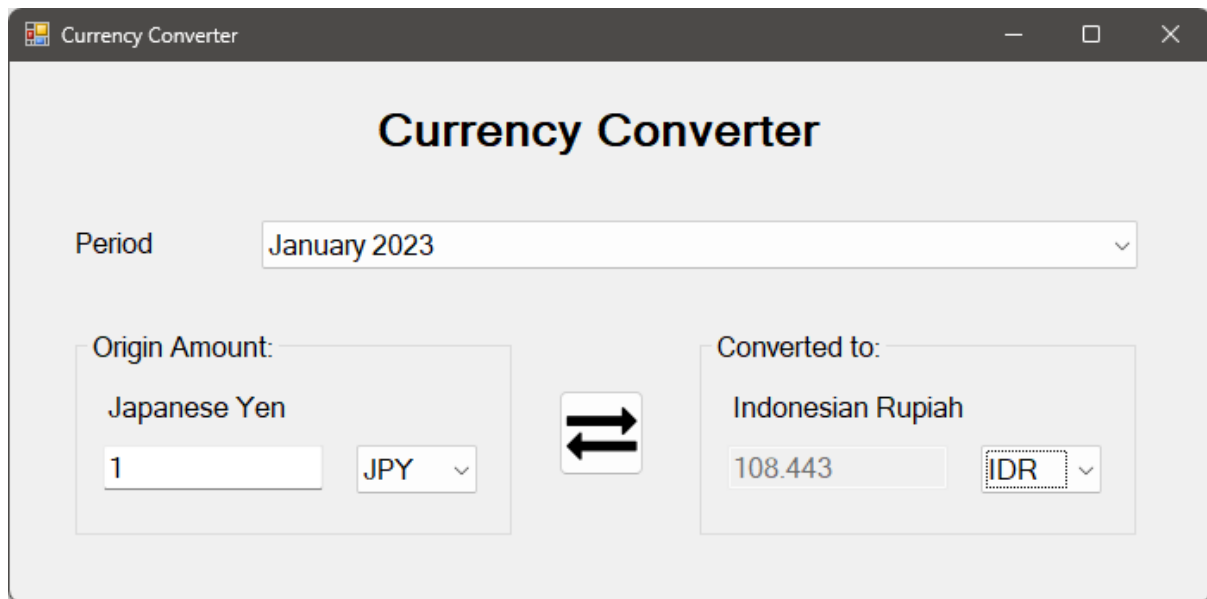 Currency Converter
Currency Converter
Period
January 2023
Origin Amount:
Japanese Yen
1
JPY
Converted to:
Indonesian Rupiah
108.443
IDR